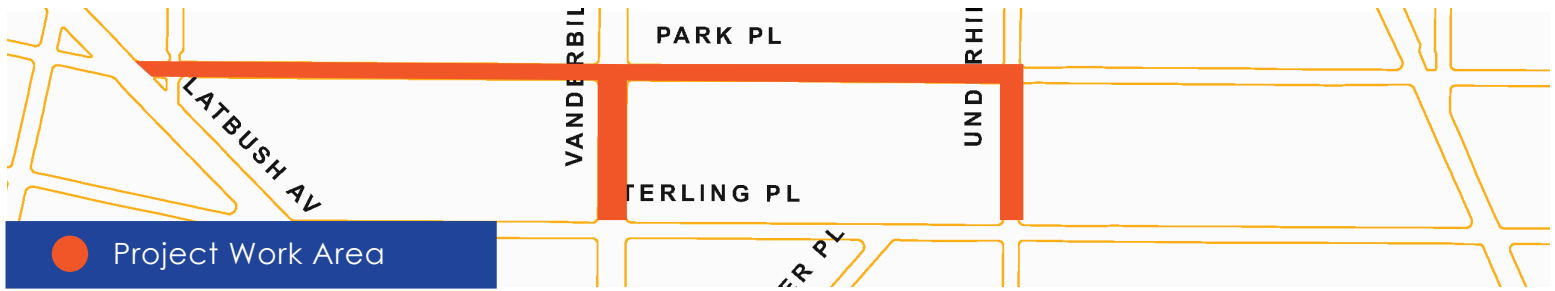 PARK PL
VANDERBIL
UNDERHI
LATBUSH AV
TERLING PL
ER PL
Project Work Area